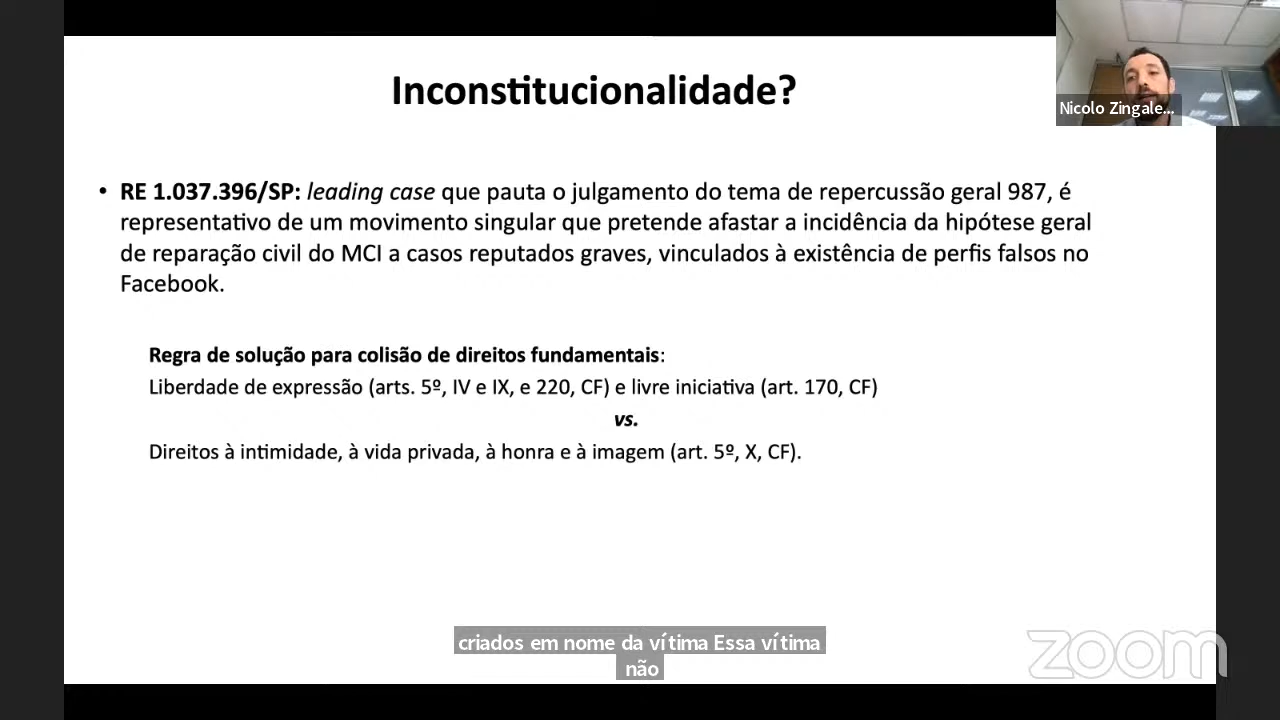 Inconstitucionalidade?
Nicolo Zingale...
• RE 1.037.396/SP: leading case que pauta o julgamento do tema de repercussão geral 987, é
representativo de um movimento singular que pretende afastar a incidência da hipótese geral
de reparação civil do MCI a casos reputados graves, vinculados à existência de perfis falsos no
Facebook.
Regra de solução para colisão de direitos fundamentais:
Liberdade de expressão (arts. 5º, IV e IX, e 220, CF) e livre iniciativa (art. 170, CF)
vs.
Direitos à intimidade, à vida privada, à honra e à imagem (art. 5º, X, CF).
criados em nome da vítima Essa vítima
não
zoom